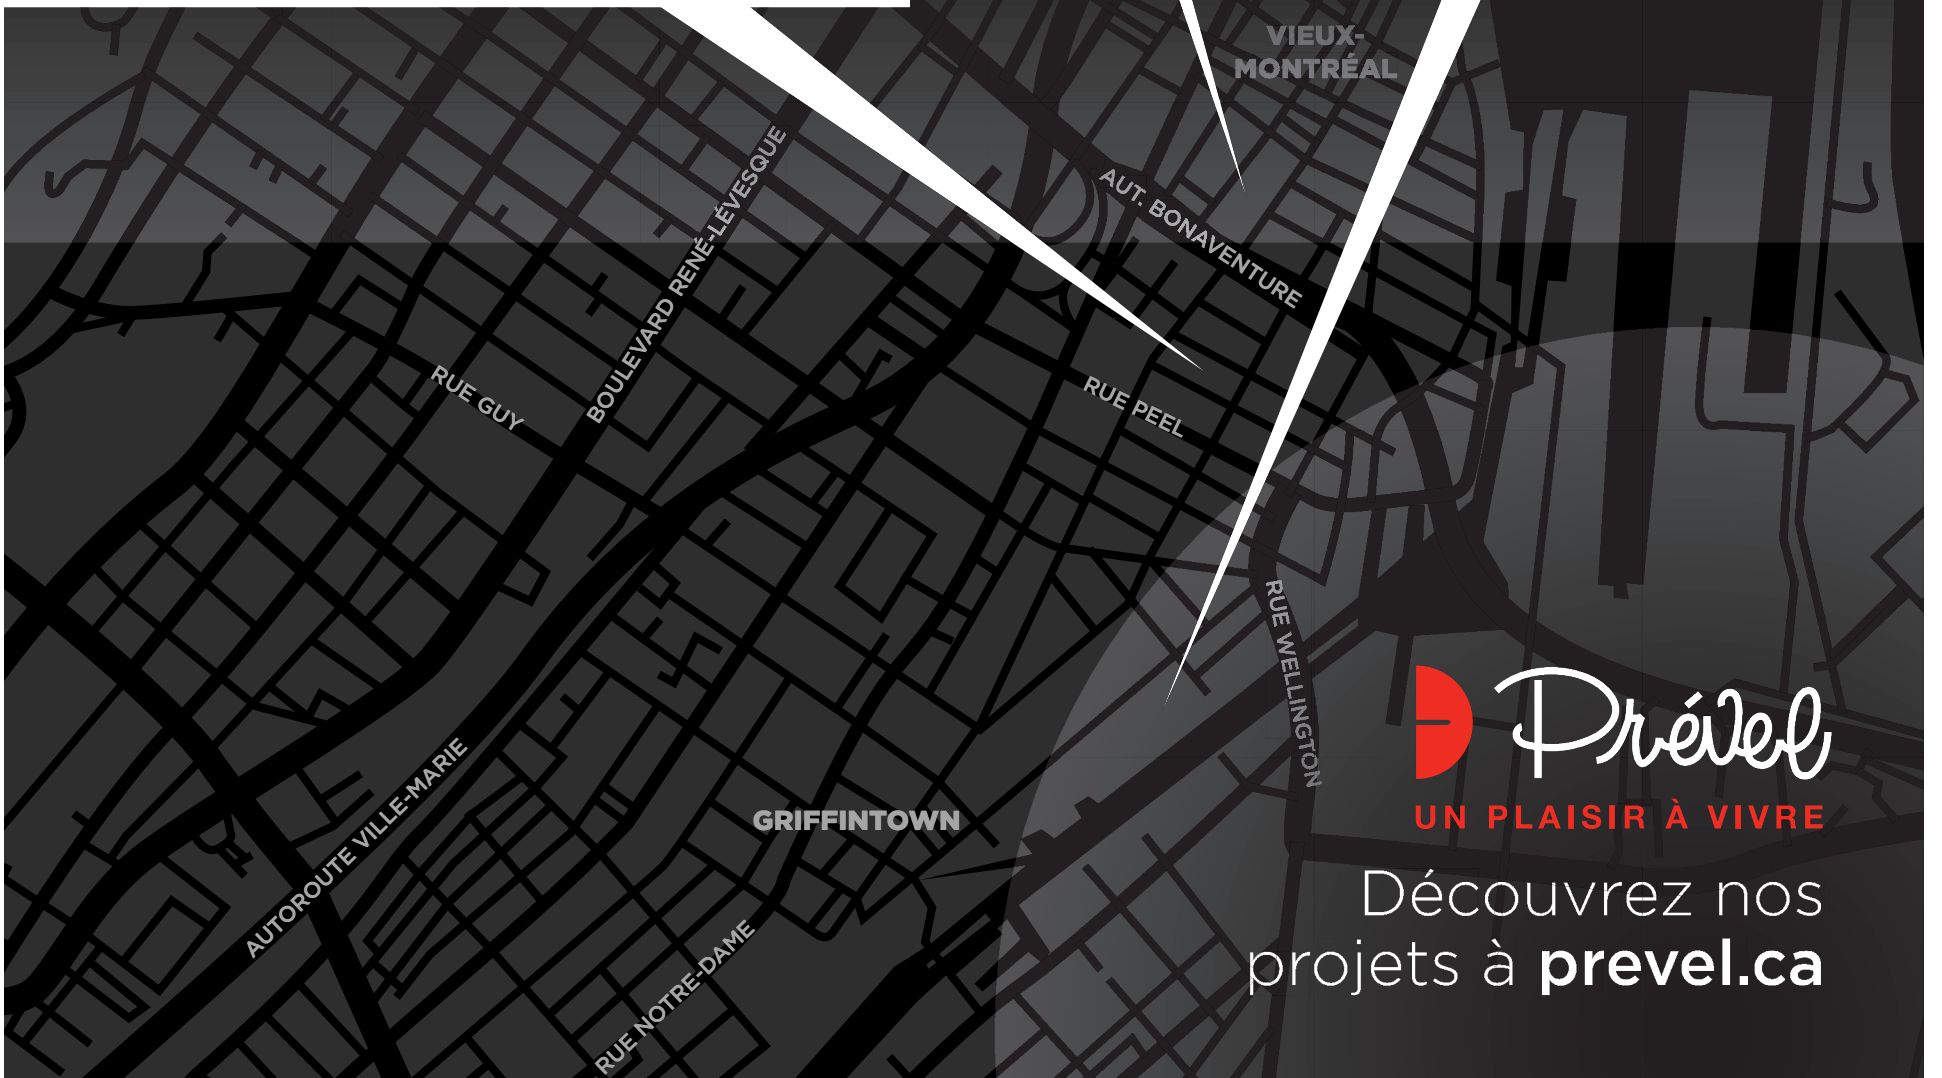 VIEUX-
MONTRÉAL
BOULEVARD RENÉ-LÉVESQUE
AUT. BONAVENTURE
RUE GUY
RUE PEEL
RUE WELLINGTON
AUTOROUTE VILLE-MARIE
GRIFFINTOWN
RUE NOTRE-DAME
Prével
UN PLAISIR À VIVRE
Découvrez nos
projets à prevel.ca